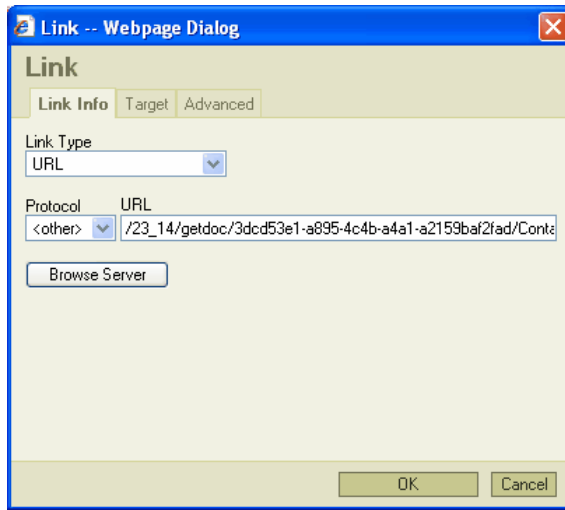 Link -- Webpage Dialog
Link
Link Info Target Advanced
Link Type
URL
Protocol URL
<other> /23_14/getdoc/3dcd53e1-a895-4c4b-a4a1-a2159baf2fad/Conta
Browse Server
OK Cancel